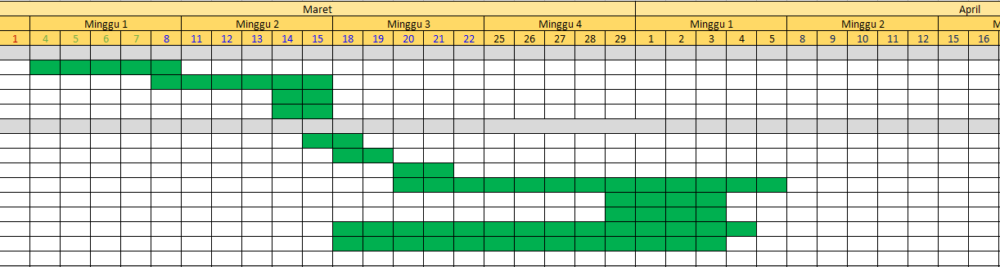 Maret April
Minggu 1 Minggu 2 Minggu 3 Minggu 4 Minggu 1 Minggu 2
1 4 5 6 7 8 11 12 13 14 15 18 19 20 21 22 25 26 27 28 29 1 2 3 4 5 8 9 10 11 12 15 16